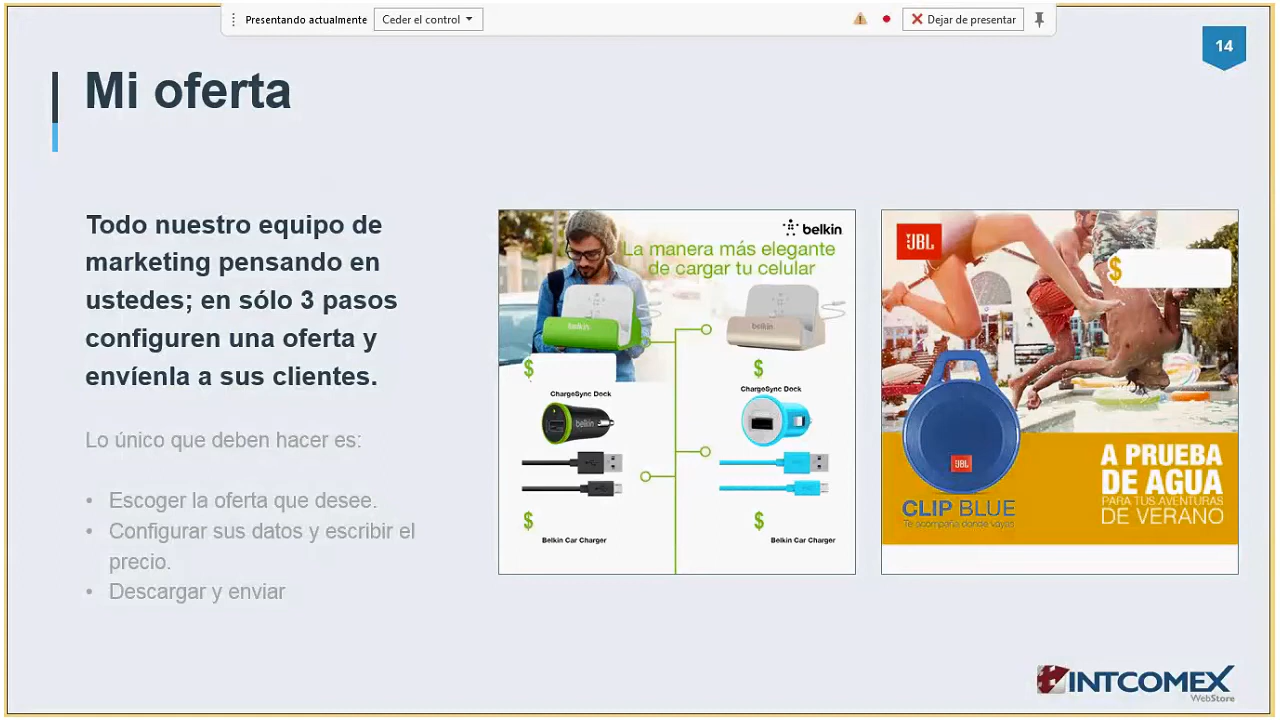 Presentando actualmente
Ceder el control
Dejar de presentar
14
Mi oferta
Todo nuestro equipo de
marketing pensando en
ustedes; en sólo 3 pasos
configuren una oferta y
envíenla a sus clientes.
Lo único que deben hacer es:
• Escoger la oferta que desee.
• Configurar sus datos y escribir el
precio.
• Descargar y enviar
belkin
La manera más elegante
de cargar tu celular
belkin
belkin
$
$
ChargeSync Dock
ChargeSync Dock
belkin
$
$
Belkin Car Charger
Belkin Car Charger
JBL
$
JBL
CLIP BLUE
Te acompaña donde vayas
A PRUEBA
DE AGUA
PARA TUS AVENTURAS
DE VERANO
INTCOMEX
WebStore